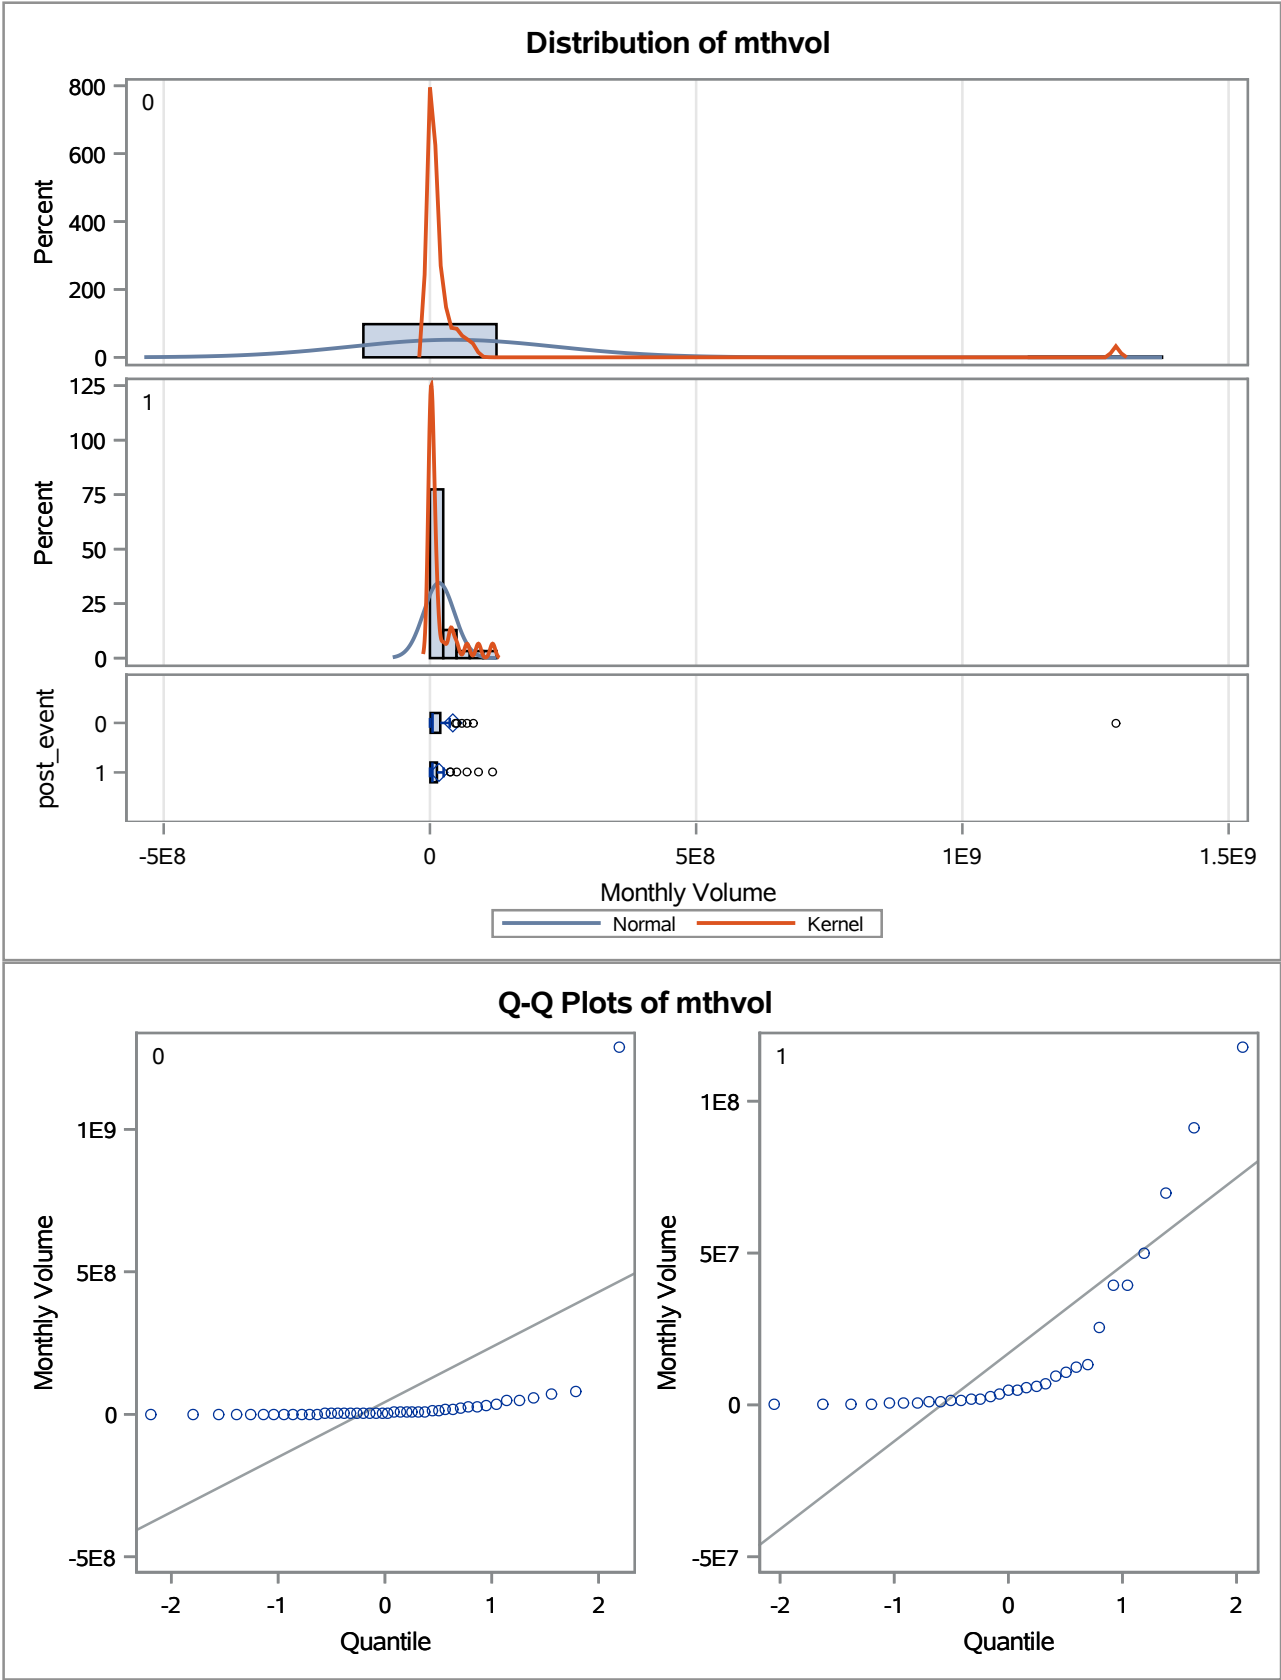 Distribution of mthvol
800
600
400
200
0
Percent
0
125
100
75
50
25
0
Percent
1
post_event
0
1
-5E8 0 5E8 1E9 1.5E9
Monthly Volume
Normal Kernel
Q-Q Plots of mthvol
0
1E9
5E8
0
-5E8
Monthly Volume
-2 -1 0 1 2
Quantile
1
1E8
5E7
0
-5E7
Monthly Volume
-2 -1 0 1 2
Quantile